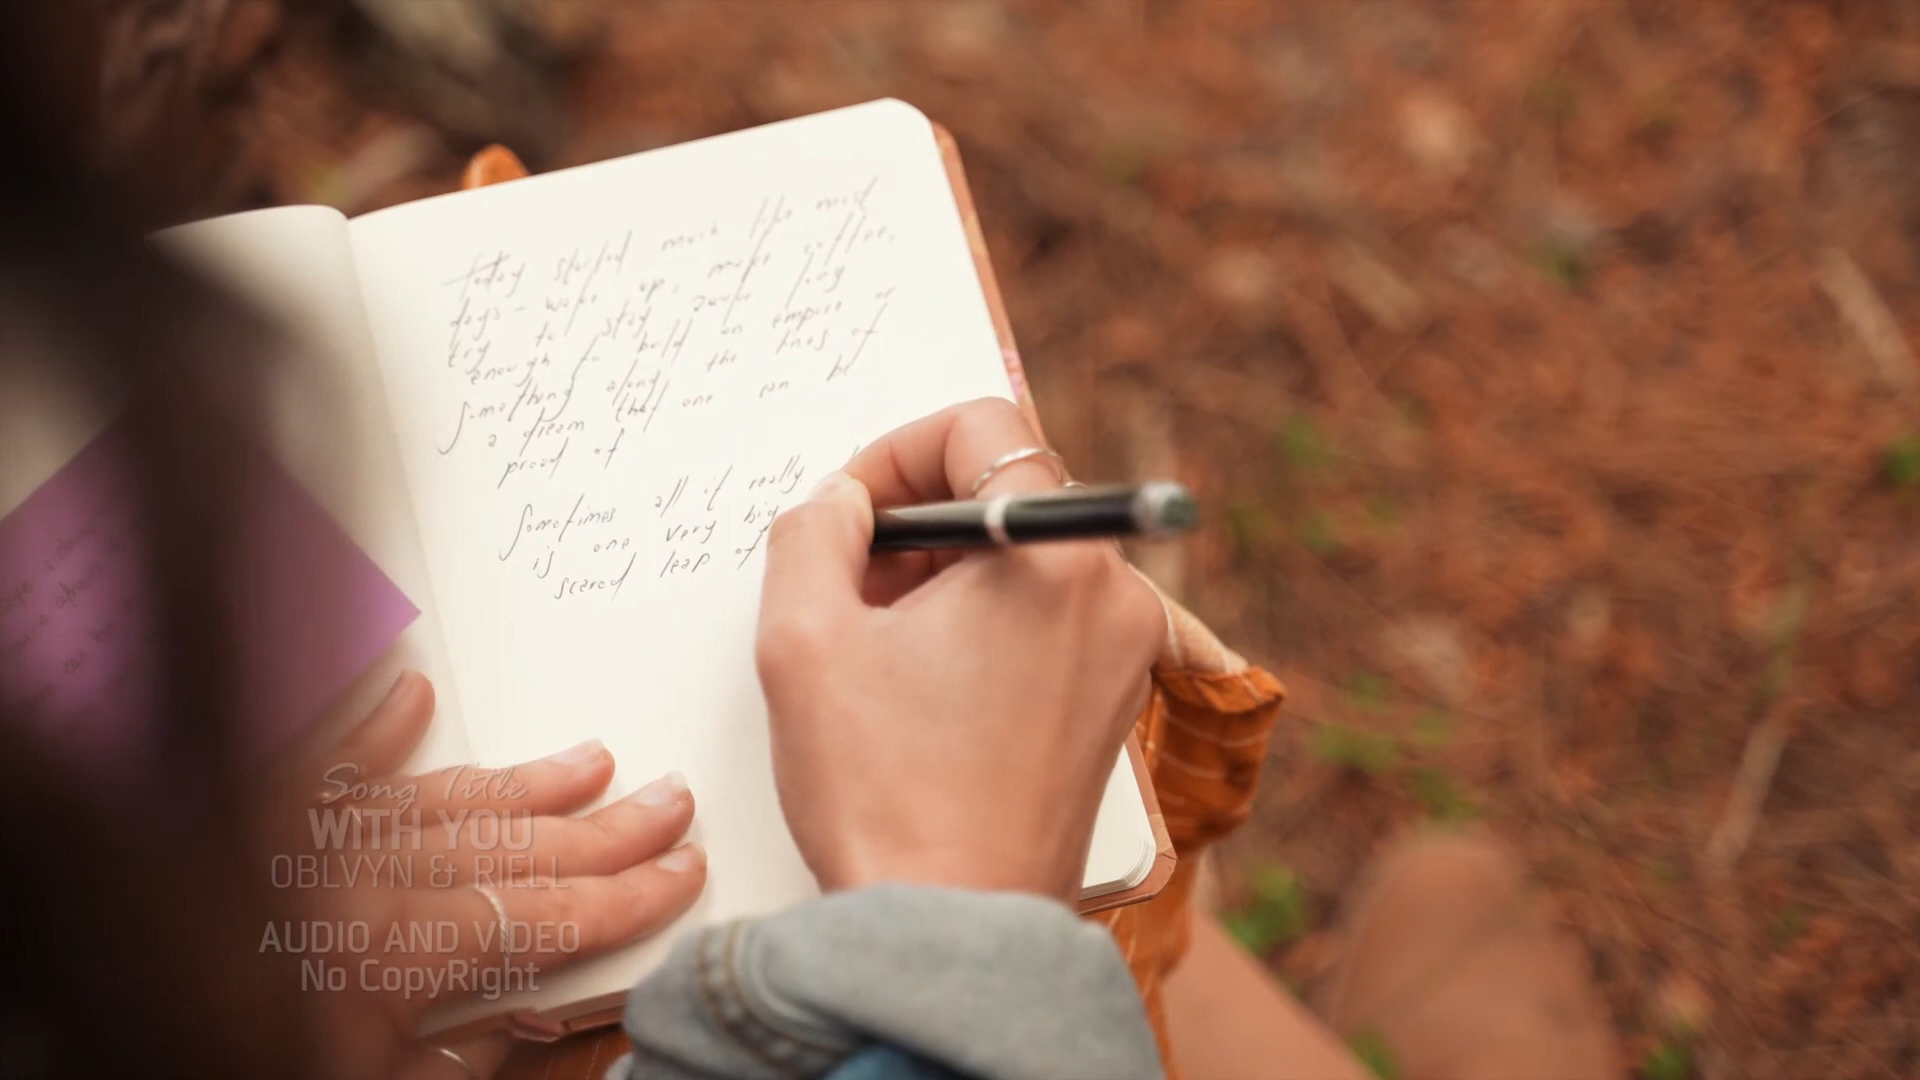 today started much like most
days - wake up, make coffee,
try to stay awake long
enough to build an empire or
something along the lines of
a dream that one can be
proud of
Sometimes all it really
is one very big
scared leap of
can be
Song Title
WITH YOU
OBLVYN & RIELL
AUDIO AND VIDEO
No CopyRight